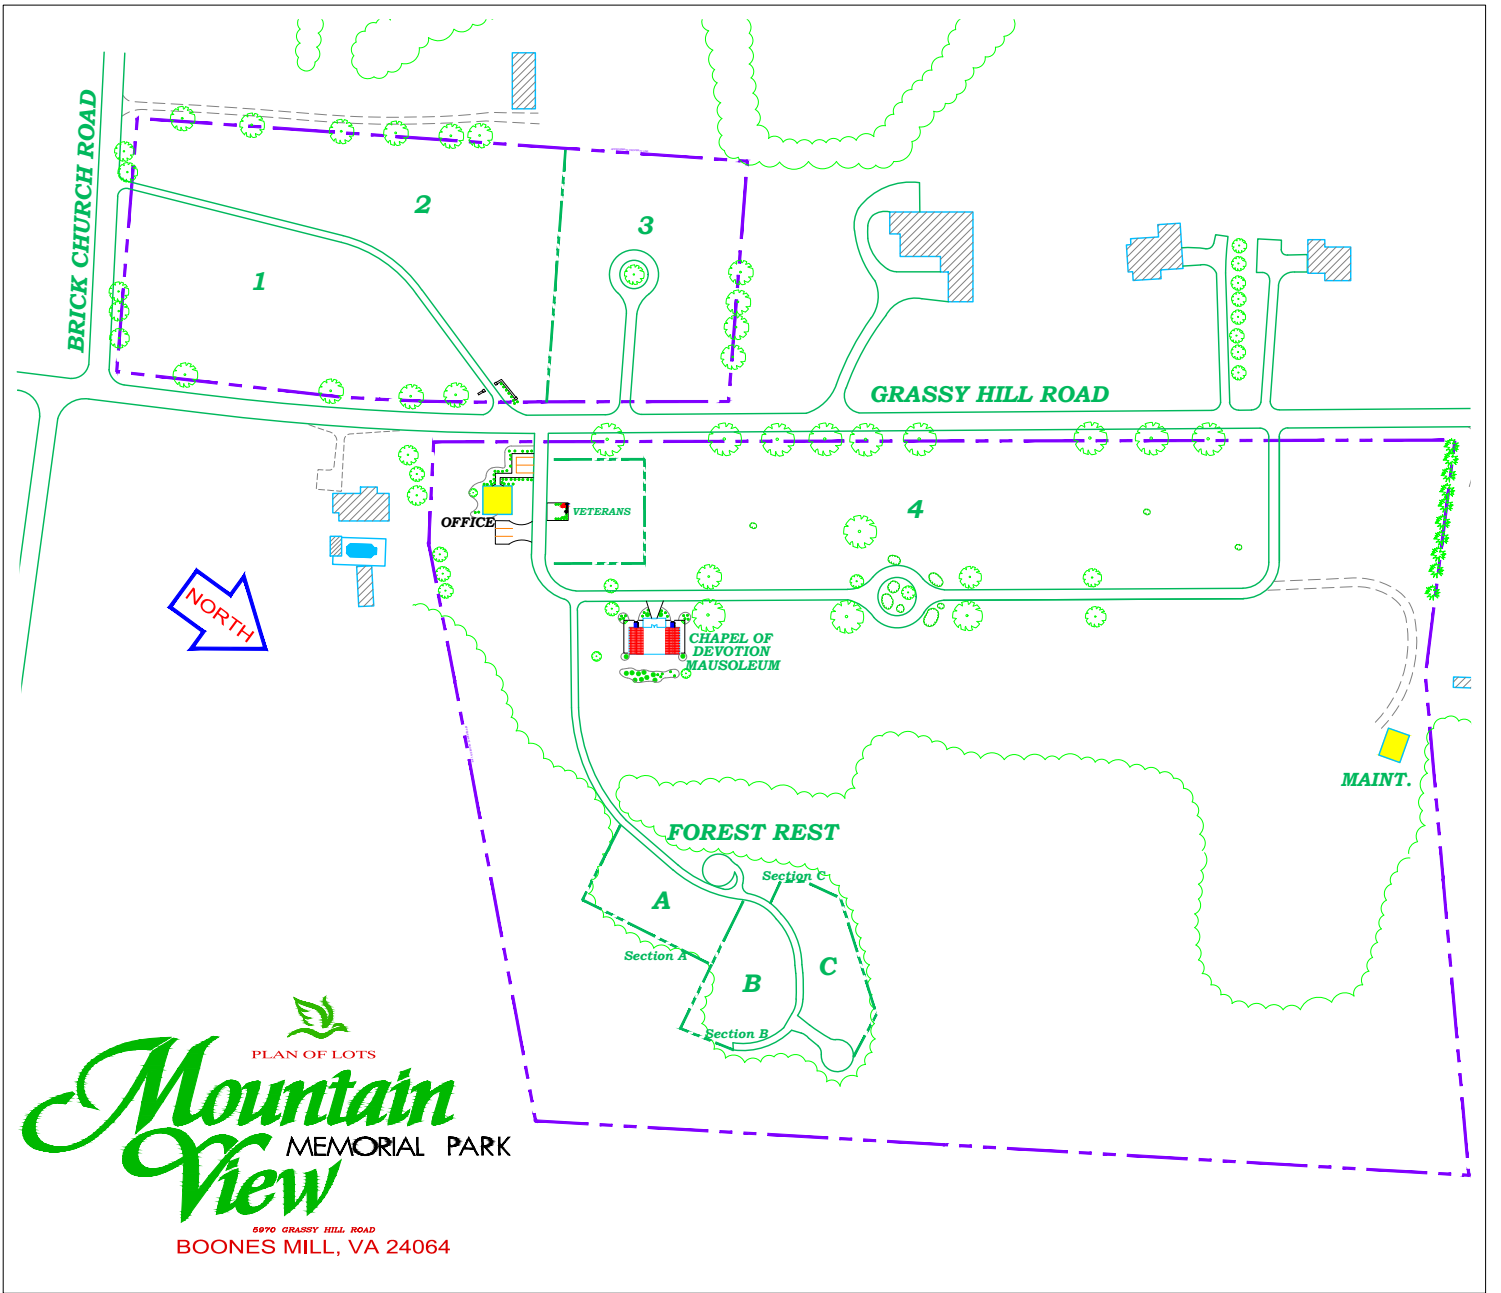 BRICK CHURCH ROAD
2
3
1
GRASSY HILL ROAD
4
VETERANS
OFFICE
NORTH
CHAPEL OF
DEVOTION
MAUSOLEUM
MAINT.
FOREST REST
Section C
A
Section A
C
B
Section B
PLAN OF LOTS
Mountain
MEMORIAL PARK
View
5970 GRASSY HILL ROAD
BOONES MILL, VA 24064